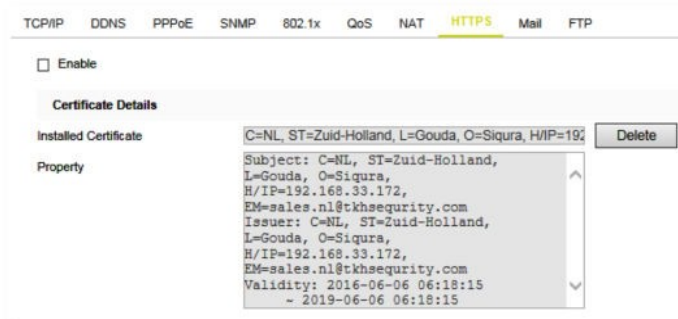 TCP/IP DDNS PPPoE SNMP 802.1x QoS NAT HTTPS Mail FTP
Enable
Certificate Details
Installed Certificate C=NL, ST=Zuid-Holland, L=Gouda, O=Siqura, H/IP=192 Delete
Property
Subject: C=NL, ST=Zuid-Holland,
L=Gouda, O=Siqura,
H/IP=192.168.33.172,
EM=sales.nl@tkhsequrity.com
Issuer: C=NL, ST=Zuid-Holland,
L=Gouda, O=Siqura,
H/IP=192.168.33.172,
EM=sales.nl@tkhsequrity.com
Validity: 2016-06-06 06:18:15
~ 2019-06-06 06:18:15